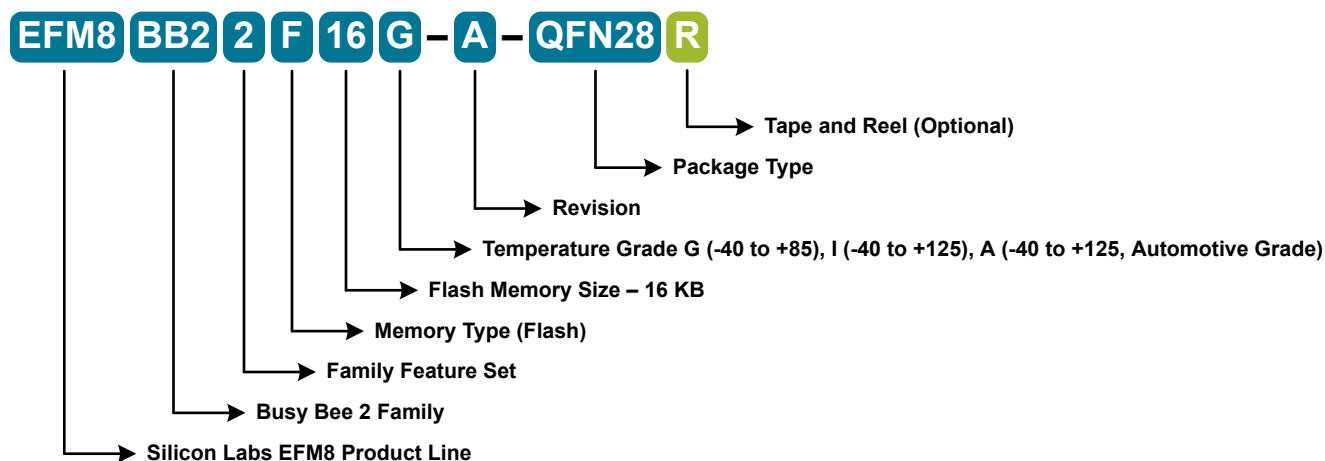 EFM8 BB2 2 F 16 G – A – QFN28 R
Tape and Reel (Optional)
Package Type
Revision
Temperature Grade G (-40 to +85), I (-40 to +125), A (-40 to +125, Automotive Grade)
Flash Memory Size – 16 KB
Memory Type (Flash)
Family Feature Set
Busy Bee 2 Family
Silicon Labs EFM8 Product Line